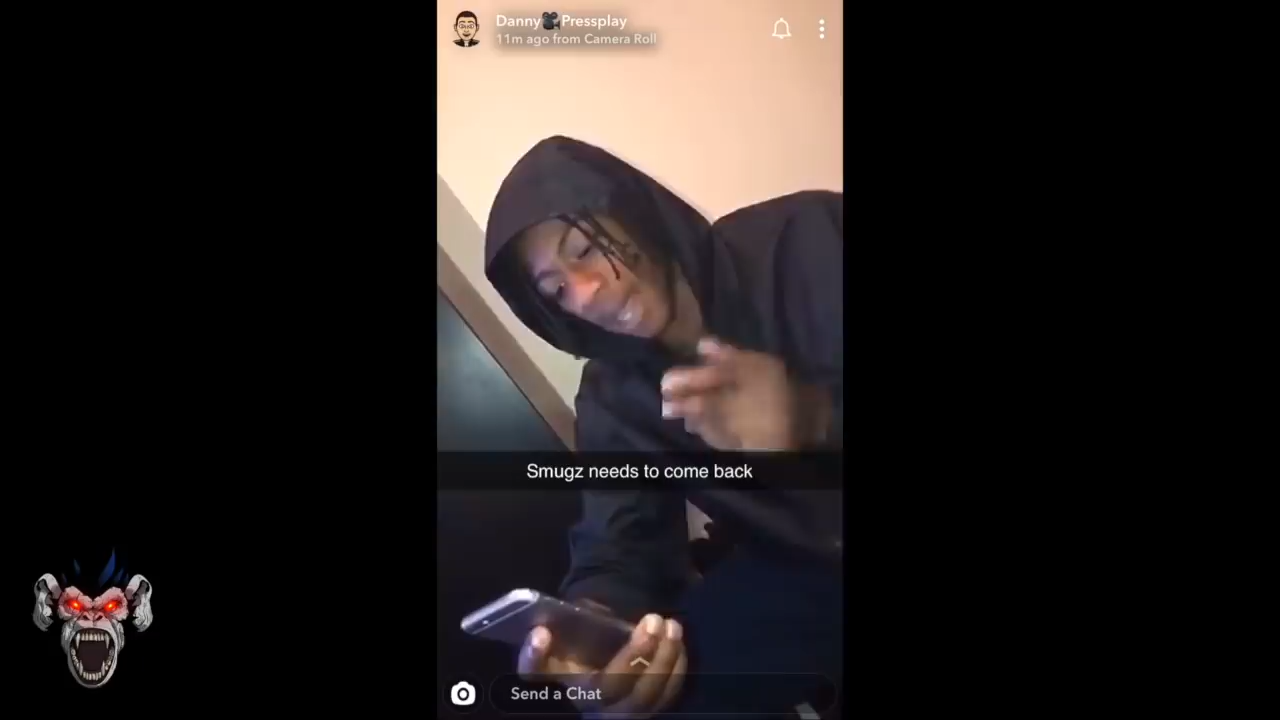 Danny🎥Pressplay
11m ago from Camera Roll
Smugz needs to come back
Send a Chat